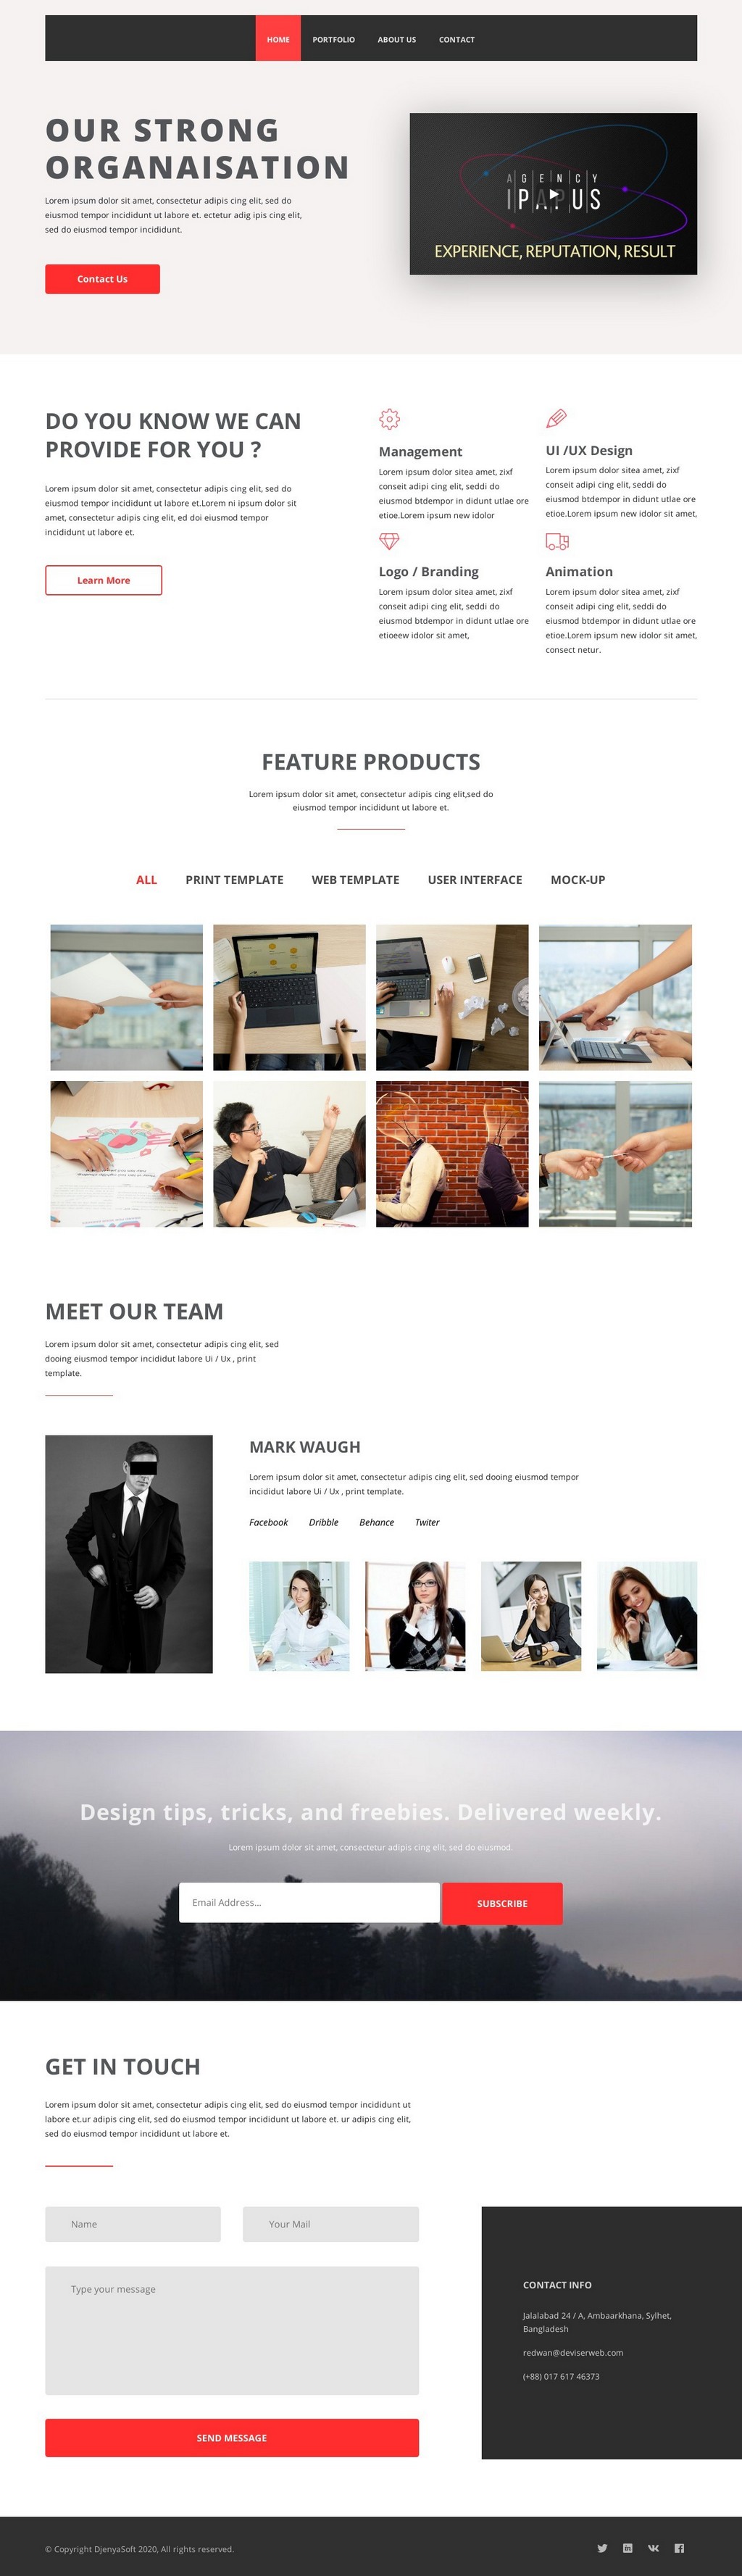 HOME PORTFOLIO ABOUT US CONTACT
OUR STRONG
ORGANAISATION
Lorem ipsum dolor sit amet, consectetur adipis cing elit, sed do
eiusmod tempor incididunt ut labore et. ectetur adig ipis cing elit,
sed do eiusmod tempor incididunt.
Contact Us
AGENCY
EXPERIENCE, REPUTATION, RESULT
DO YOU KNOW WE CAN
PROVIDE FOR YOU ?
Lorem ipsum dolor sit amet, consectetur adipis cing elit, sed do
eiusmod tempor incididunt ut labore et.Lorem ni ipsum dolor sit
amet, consectetur adipis cing elit, ed doi eiusmod tempor
incididunt ut labore et.
Learn More
Management
Lorem ipsum dolor sitea amet, zixf
conseit adipi cing elit, seddi do
eiusmod btdempor in didunt utlae ore
etioe.Lorem ipsum new idolor
UI /UX Design
Lorem ipsum dolor sitea amet, zixf
conseit adipi cing elit, seddi do
eiusmod btdempor in didunt utlae ore
etioe.Lorem ipsum new idolor sit amet,
Logo / Branding
Lorem ipsum dolor sitea amet, zixf
conseit adipi cing elit, seddi do
eiusmod btdempor in didunt utlae ore
etioeew idolor sit amet,
Animation
Lorem ipsum dolor sitea amet, zixf
conseit adipi cing elit, seddi do
eiusmod btdempor in didunt utlae ore
etioe.Lorem ipsum new idolor sit amet,
consect netur.
FEATURE PRODUCTS
Lorem ipsum dolor sit amet, consectetur adipis cing elit,sed do
eiusmod tempor incididunt ut labore et.
ALL PRINT TEMPLATE WEB TEMPLATE USER INTERFACE MOCK-UP
MEET OUR TEAM
Lorem ipsum dolor sit amet, consectetur adipis cing elit, sed
dooing eiusmod tempor incididut labore Ui / Ux , print
template.
MARK WAUGH
Lorem ipsum dolor sit amet, consectetur adipis cing elit, sed dooing eiusmod tempor
incididut labore Ui / Ux , print template.
Facebook Dribble Behance Twiter
Design tips, tricks, and freebies. Delivered weekly.
Lorem ipsum dolor sit amet, consectetur adipis cing elit, sed do eiusmod.
Email Address...
SUBSCRIBE
GET IN TOUCH
Lorem ipsum dolor sit amet, consectetur adipis cing elit, sed do eiusmod tempor incididunt ut
labore et.ur adipis cing elit, sed do eiusmod tempor incididunt ut labore et. ur adipis cing elit,
sed do eiusmod tempor incididunt ut labore et.
Name
Your Mail
Type your message
SEND MESSAGE
CONTACT INFO
Jalalabad 24 / A, Ambaarkhana, Sylhet,
Bangladesh
redwan@deviserweb.com
(+88) 017 617 46373
© Copyright DjenyaSoft 2020, All rights reserved.